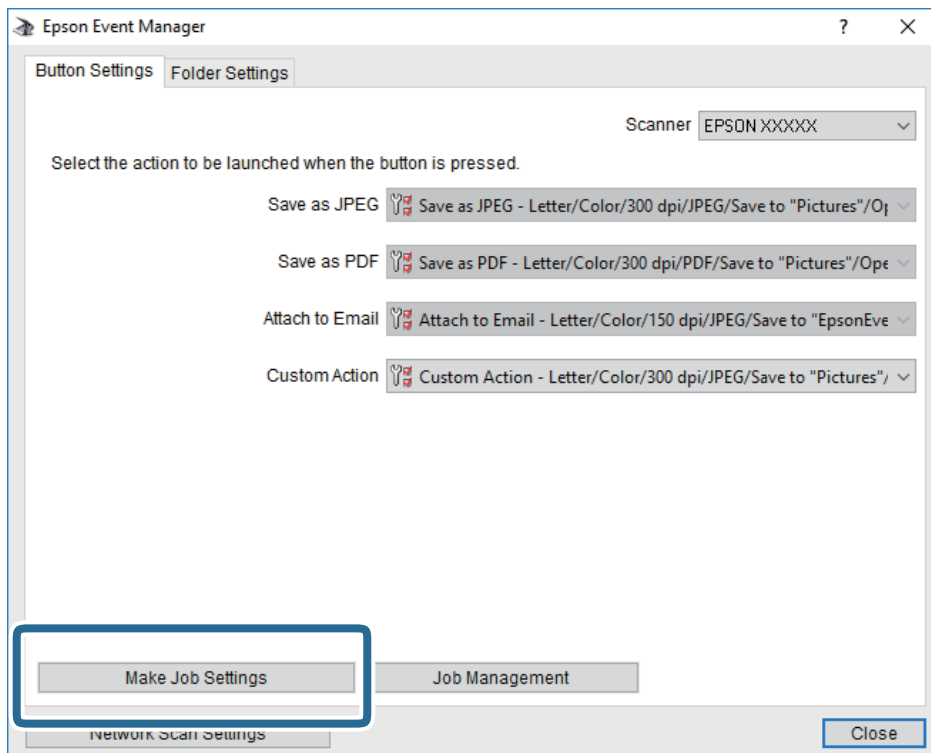 Epson Event Manager
?
Button Settings
Folder Settings
Scanner EPSON XXXXX
Select the action to be launched when the button is pressed.
Save as JPEG Save as JPEG - Letter/Color/300 dpi/JPEG/Save to "Pictures"/Op
Save as PDF Save as PDF - Letter/Color/300 dpi/PDF/Save to "Pictures"/Ope
Attach to Email Attach to Email - Letter/Color/150 dpi/JPEG/Save to "EpsonEve
Custom Action Custom Action - Letter/Color/300 dpi/JPEG/Save to "Pictures"/
Make Job Settings
Job Management
Network Scan Settings
Close